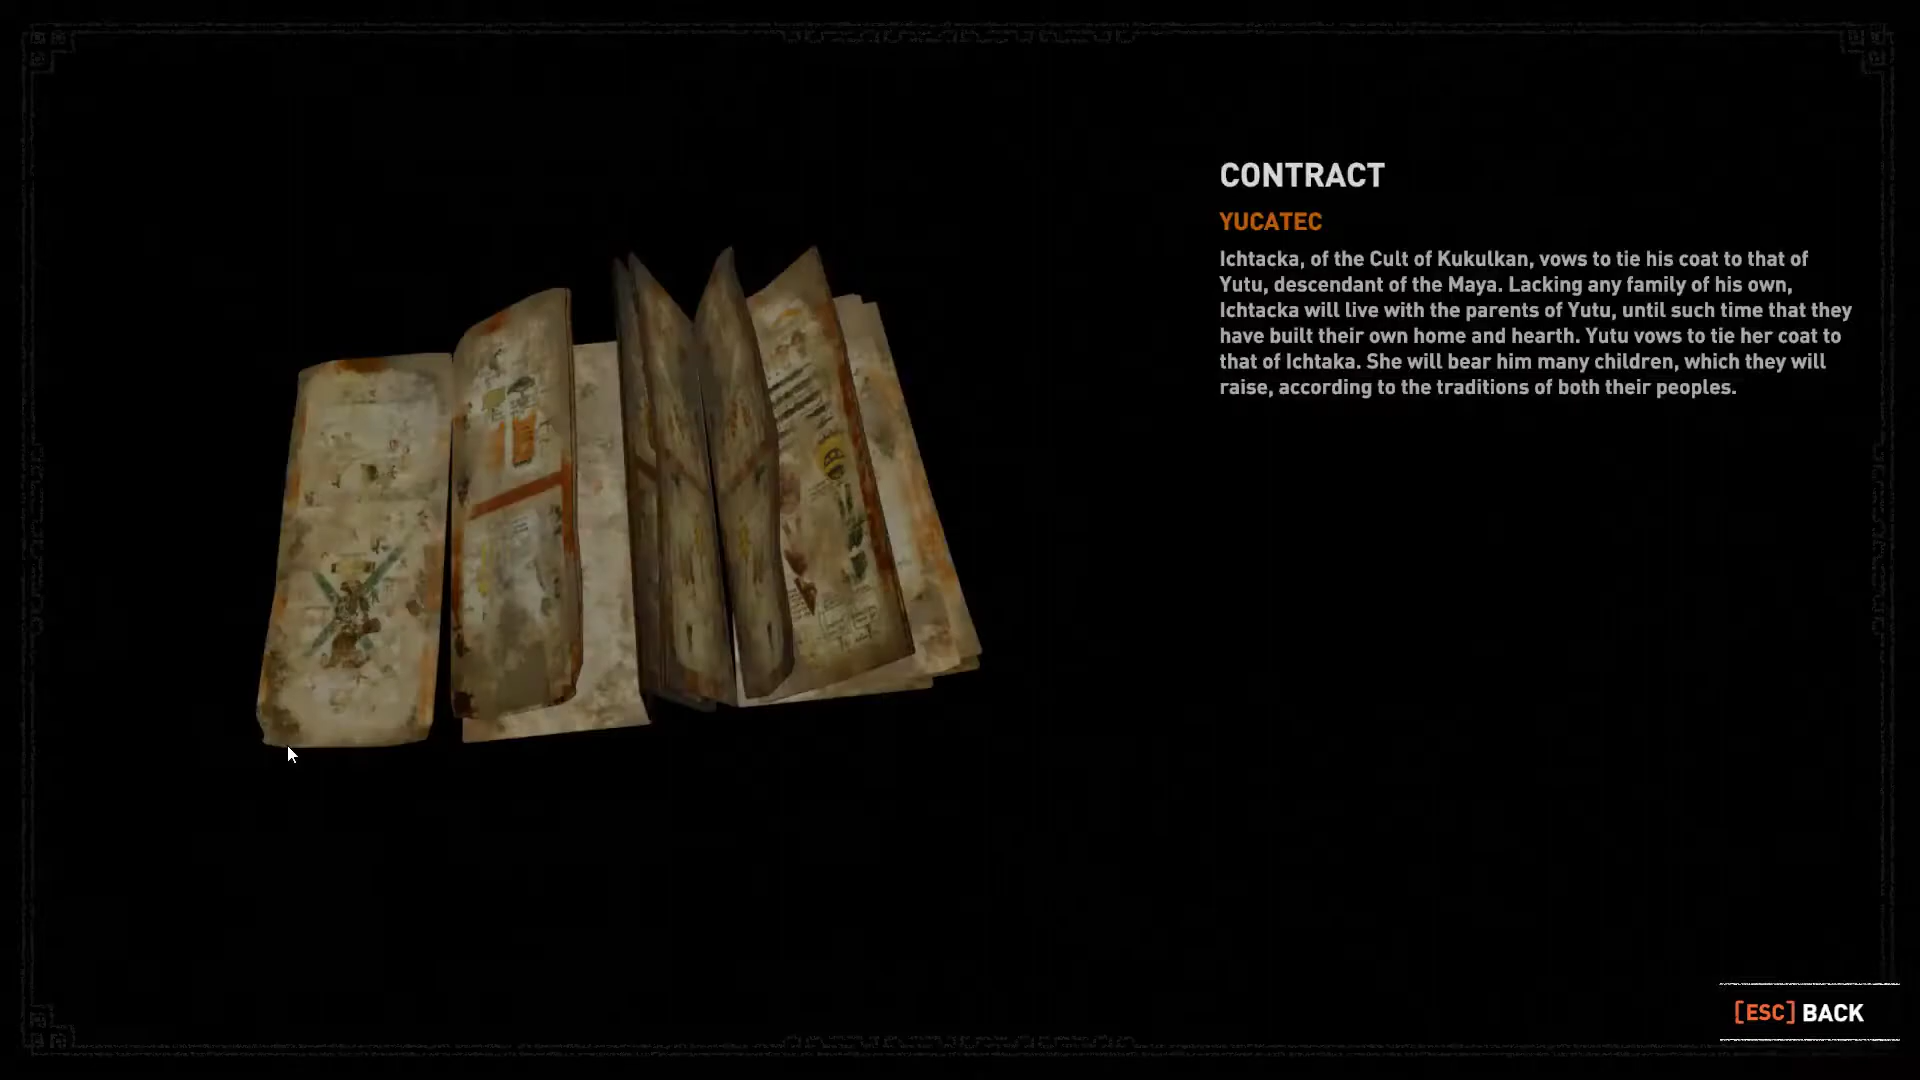 CONTRACT
YUCATEC
Ichtacka, of the Cult of Kukulkan, vows to tie his coat to that of
Yutu, descendant of the Maya. Lacking any family of his own,
Ichtacka will live with the parents of Yutu, until such time that they
have built their own home and hearth. Yutu vows to tie her coat to
that of Ichtaka. She will bear him many children, which they will
raise, according to the traditions of both their peoples.
[ESC] BACK